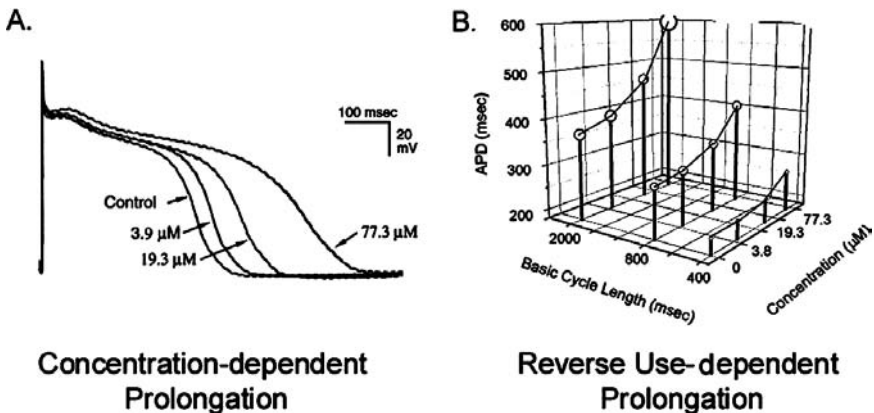 A.
100 msec
20
mV
Control
3.9 µM
19.3 µM
77.3 µM
Concentration-dependent
Prolongation
B.
APD (msec)
600
500
400
300
200
2000
800
400
Basic Cycle Length (msec)
0
3.8
19.3
77.3
Concentration (µM)
Reverse Use-dependent
Prolongation